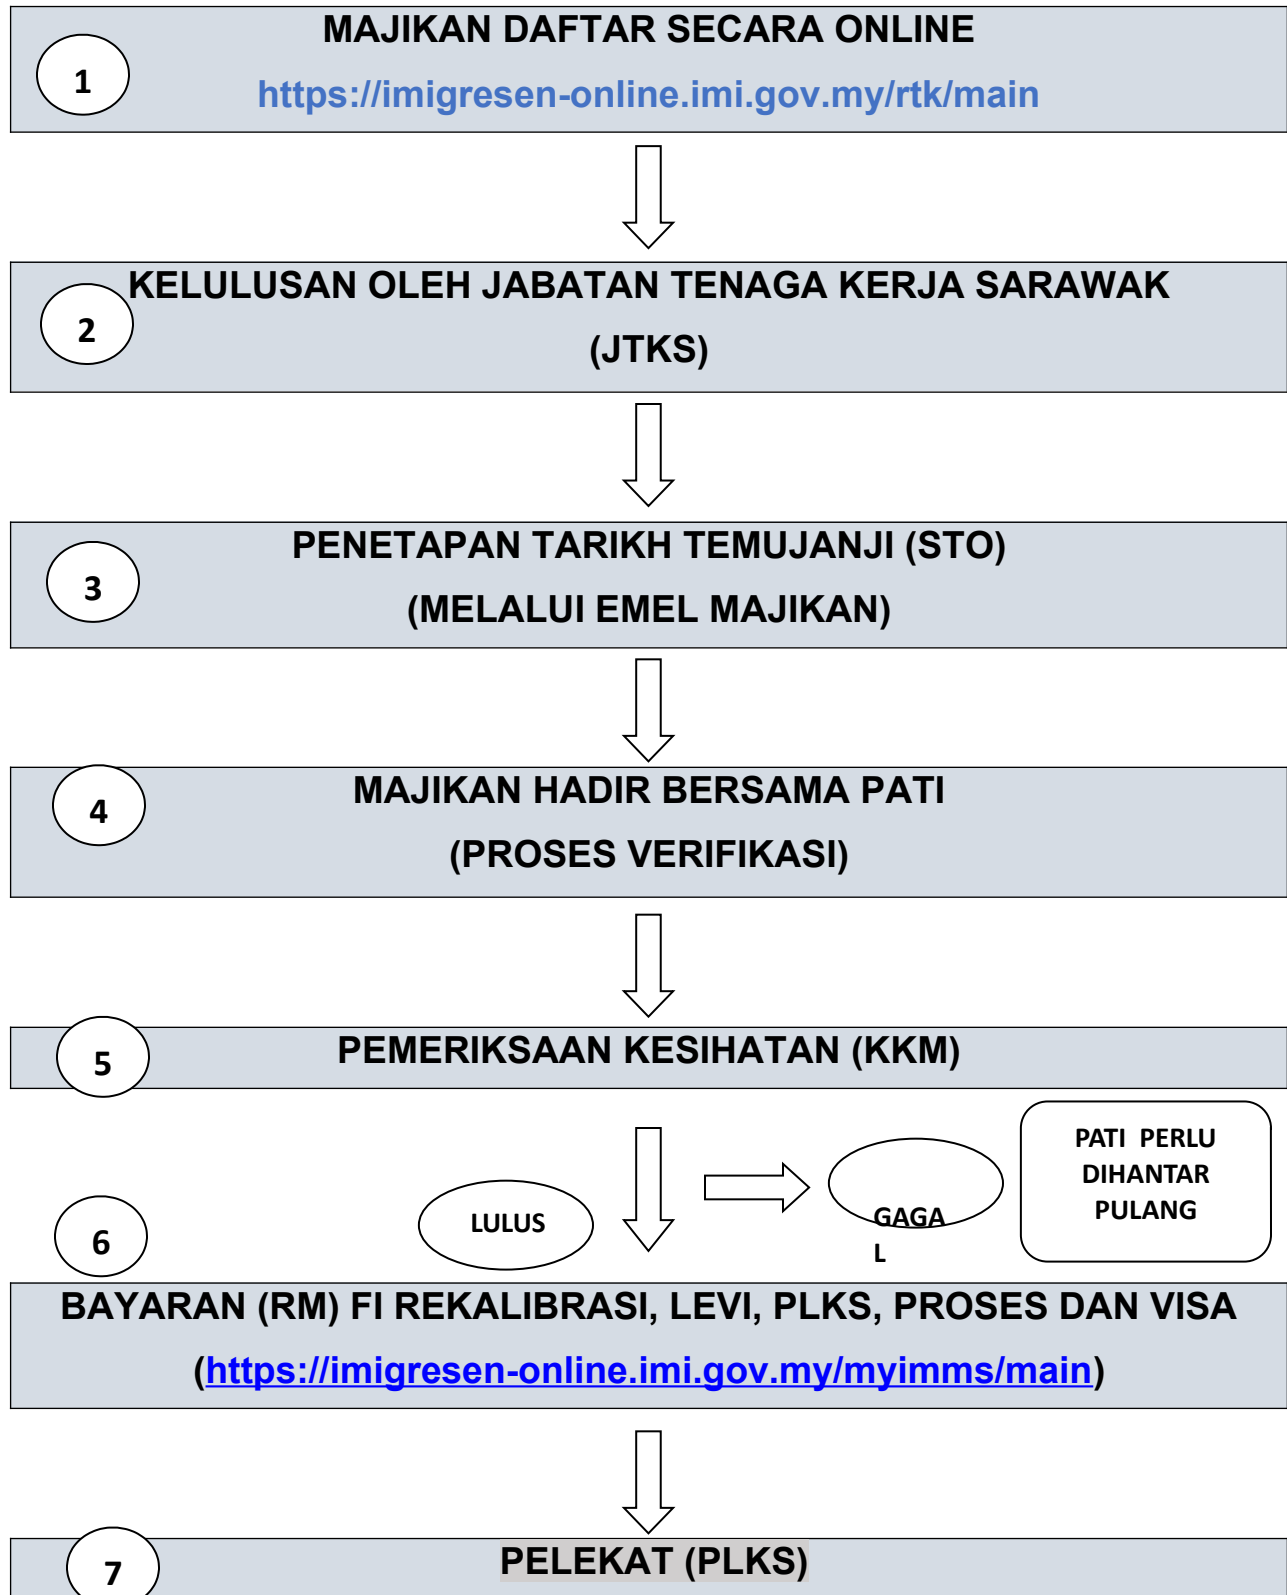 MAJIKAN DAFTAR SECARA ONLINE
1
https://imigresen-online.imi.gov.my/rtk/main
KELULUSAN OLEH JABATAN TENAGA KERJA SARAWAK
2
(JTKS)
PENETAPAN TARIKH TEMUJANJI (STO)
3
(MELALUI EMEL MAJIKAN)
MAJIKAN HADIR BERSAMA PATI
4
(PROSES VERIFIKASI)
5
PEMERIKSAAN KESIHATAN (KKM)
PATI PERLU
DIHANTAR
PULANG
GAGA
L
LULUS
6
BAYARAN (RM) FI REKALIBRASI, LEVI, PLKS, PROSES DAN VISA
(https://imigresen-online.imi.gov.my/myimms/main)
7
PELEKAT (PLKS)